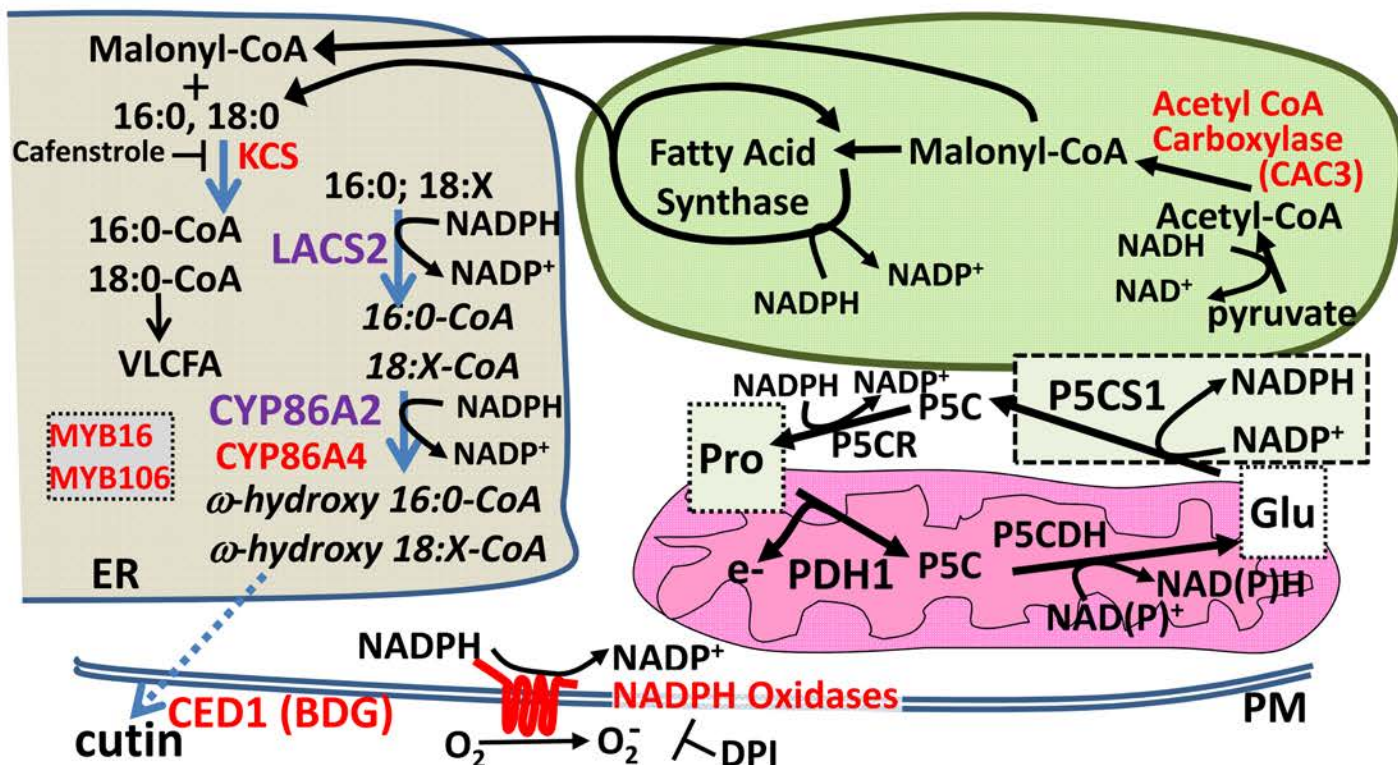 Malonyl-CoA
+
16:0, 18:0
Cafenstrole
KCS
16:0-CoA
18:0-CoA
VLCFA
MYB16
MYB106
ER
16:0; 18:X
LACS2
NADPH
NADP+
16:0-CoA
18:X-CoA
CYP86A2
CYP86A4
NADPH
NADP+
ω-hydroxy 16:0-CoA
ω-hydroxy 18:X-CoA
Fatty Acid
Synthase
Malonyl-CoA
Acetyl CoA
Carboxylase
(CAC3)
Acetyl-CoA
NADH
NAD+
pyruvate
NADPH
NADP+
NADPH
NADP+
P5C
P5CR
Pro
P5CS1
NADPH
NADP+
Glu
e-
PDH1
P5C
P5CDH
NAD(P)+
NAD(P)H
NADPH
NADP+
NADPH Oxidases
PM
CED1 (BDG)
cutin
O2
O2-
DPI